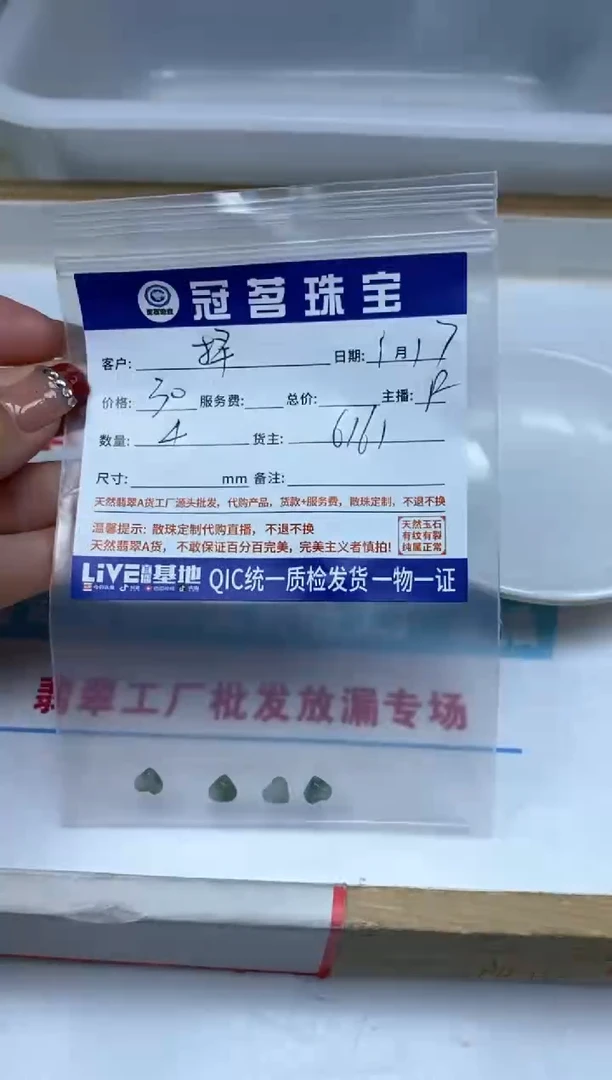 冠茗珠宝
客户: 日期: 1月17
价格: 30 服务费: 总价: 主播: R
数量: 4 货主: 6161
尺寸: mm 备注:
天然翡翠A货工厂源头批发，代购产品，货款+服务费，散珠定制，不退不换
温馨提示: 散珠定制代购直播，不退不换
天然翡翠A货，不敢保证百分百完美，完美主义者慎拍!
天然玉石
有纹有裂
纯属正常
LiVE直播基地 QIC统一质检发货 一物一证
翡翠工厂批发放漏专场